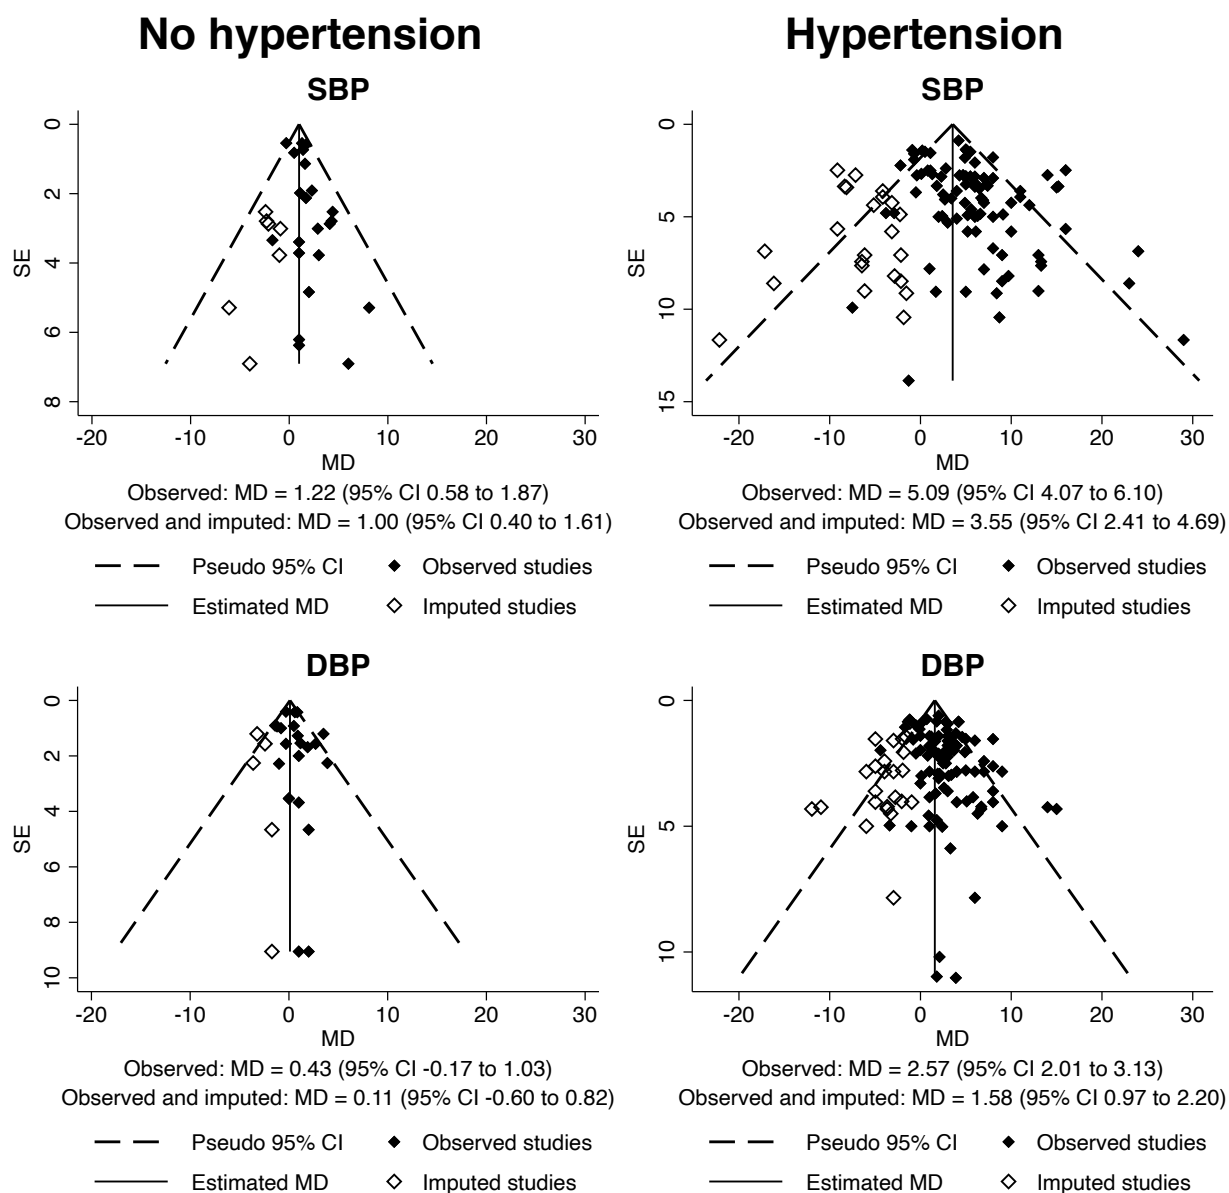 No hypertension
Hypertension
SBP
0
2
4
6
8
SE
-20 -10 0 10 20 30
MD
Observed: MD = 1.22 (95% CI 0.58 to 1.87)
Observed and imputed: MD = 1.00 (95% CI 0.40 to 1.61)
Pseudo 95% CI
Observed studies
Estimated MD
Imputed studies
SBP
0
5
10
15
SE
-20 -10 0 10 20 30
MD
Observed: MD = 5.09 (95% CI 4.07 to 6.10)
Observed and imputed: MD = 3.55 (95% CI 2.41 to 4.69)
Pseudo 95% CI
Observed studies
Estimated MD
Imputed studies
DBP
0
2
4
6
8
10
SE
-20 -10 0 10 20 30
MD
Observed: MD = 0.43 (95% CI -0.17 to 1.03)
Observed and imputed: MD = 0.11 (95% CI -0.60 to 0.82)
Pseudo 95% CI
Observed studies
Estimated MD
Imputed studies
DBP
0
5
10
SE
-20 -10 0 10 20 30
MD
Observed: MD = 2.57 (95% CI 2.01 to 3.13)
Observed and imputed: MD = 1.58 (95% CI 0.97 to 2.20)
Pseudo 95% CI
Observed studies
Estimated MD
Imputed studies